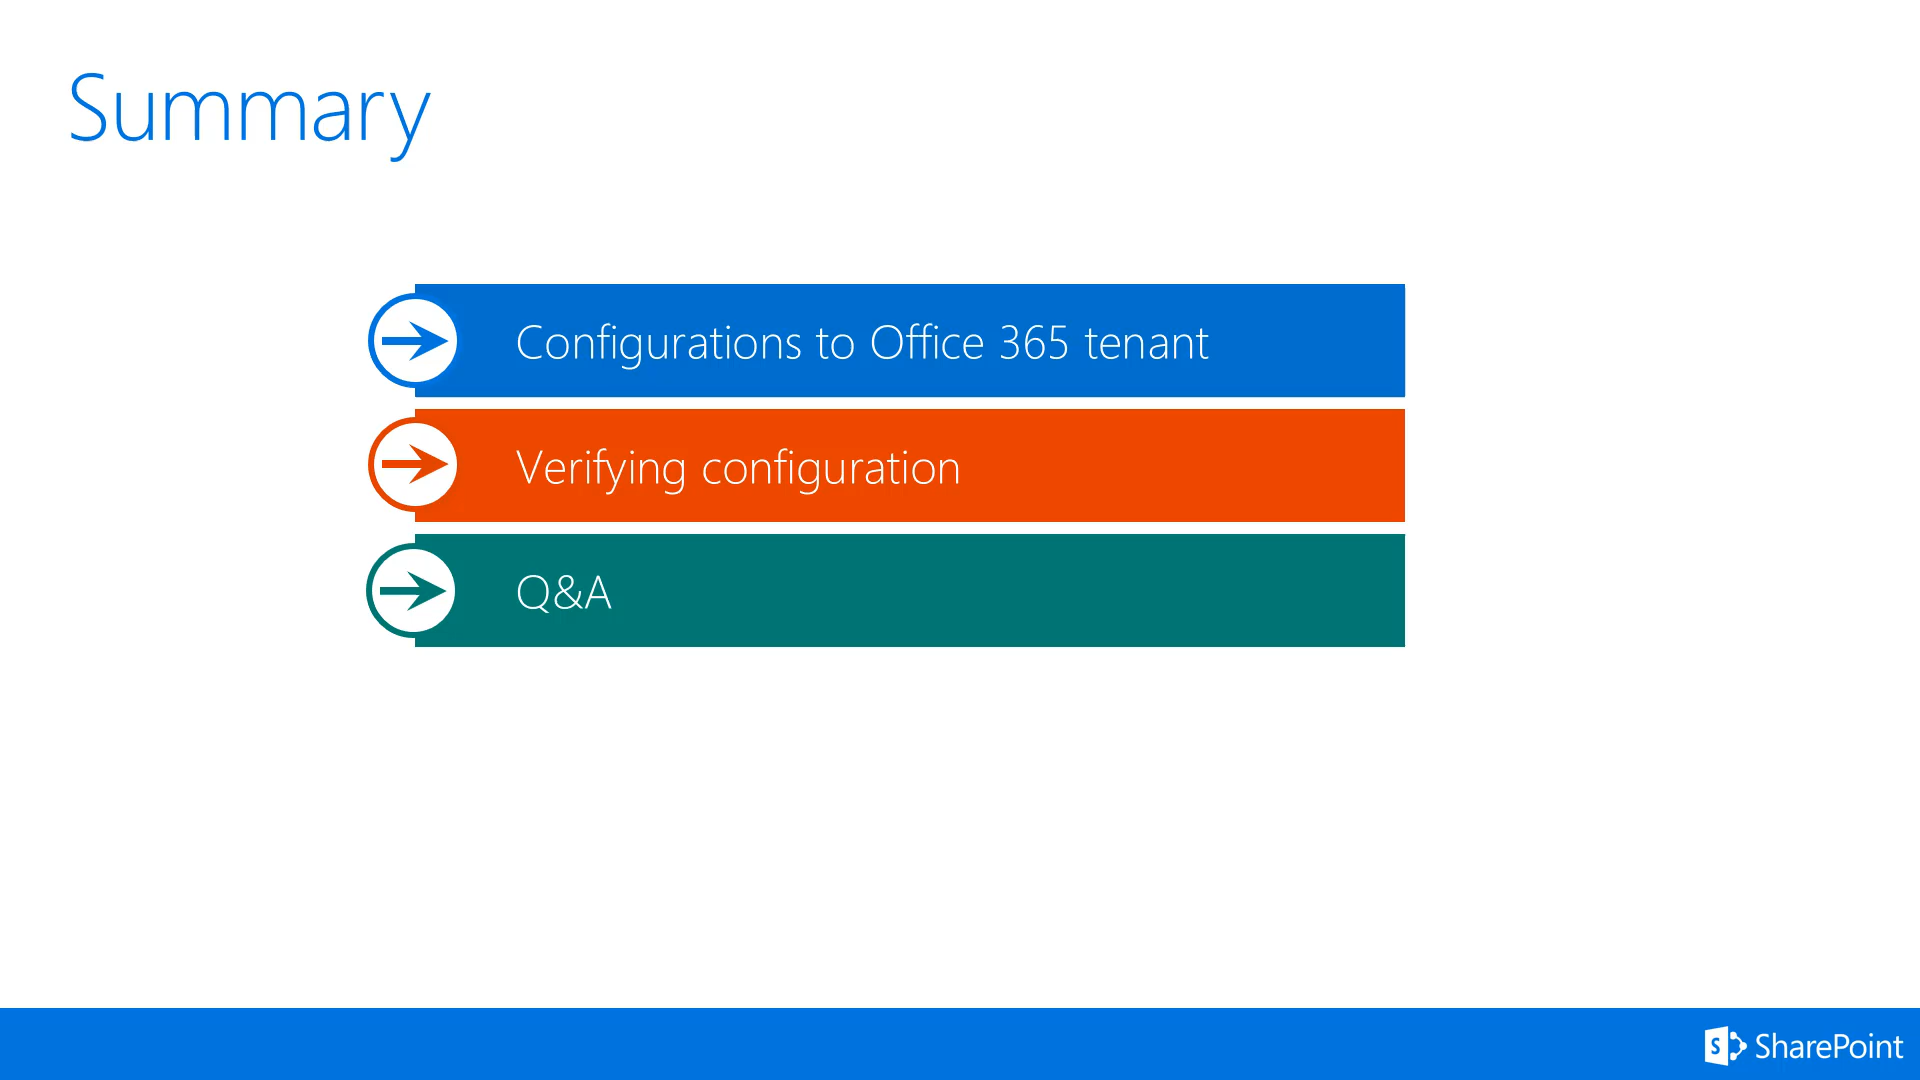 Summary
Configurations to Office 365 tenant
Verifying configuration
Q&A
S SharePoint